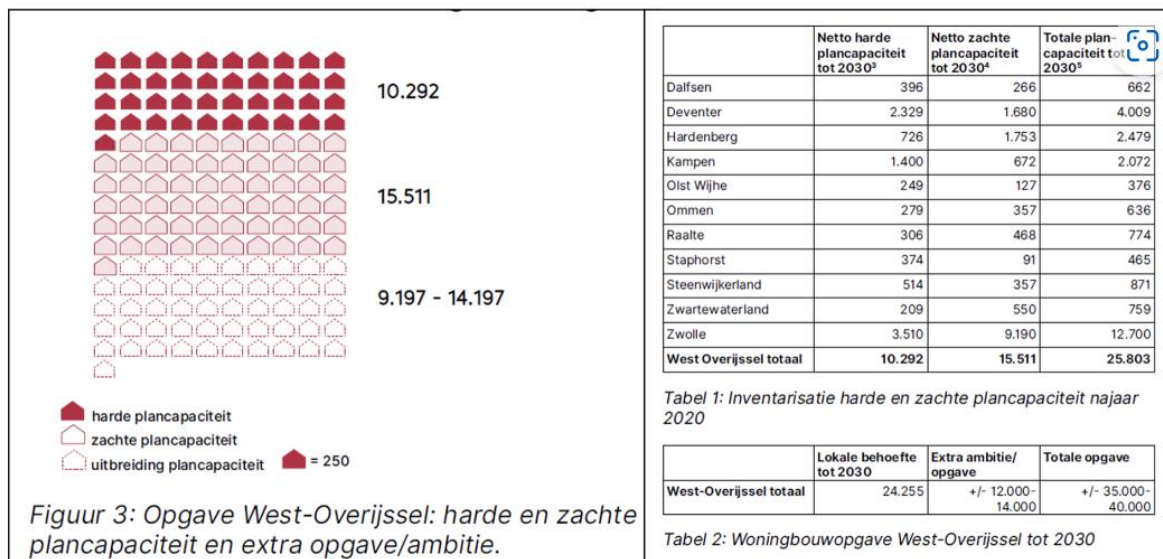 10.292
15.511
9.197 - 14.197
harde plancapaciteit
zachte plancapaciteit
uitbreiding plancapaciteit = 250
Figuur 3: Opgave West-Overijssel: harde en zachte
plancapaciteit en extra opgave/ambitie.
Netto harde plancapaciteit tot 2030³ Netto zachte plancapaciteit tot 2030⁴ Totale plan-capaciteit tot 2030⁵
Dalfsen 396 266 662
Deventer 2.329 1.680 4.009
Hardenberg 726 1.753 2.479
Kampen 1.400 672 2.072
Olst Wijhe 249 127 376
Ommen 279 357 636
Raalte 306 468 774
Staphorst 374 91 465
Steenwijkerland 514 357 871
Zwartewaterland 209 550 759
Zwolle 3.510 9.190 12.700
West Overijssel totaal 10.292 15.511 25.803
Tabel 1: Inventarisatie harde en zachte plancapaciteit najaar
2020
Lokale behoefte tot 2030 Extra ambitie/ opgave Totale opgave
West-Overijssel totaal 24.255 +/- 12.000-14.000 +/- 35.000-40.000
Tabel 2: Woningbouwopgave West-Overijssel tot 2030